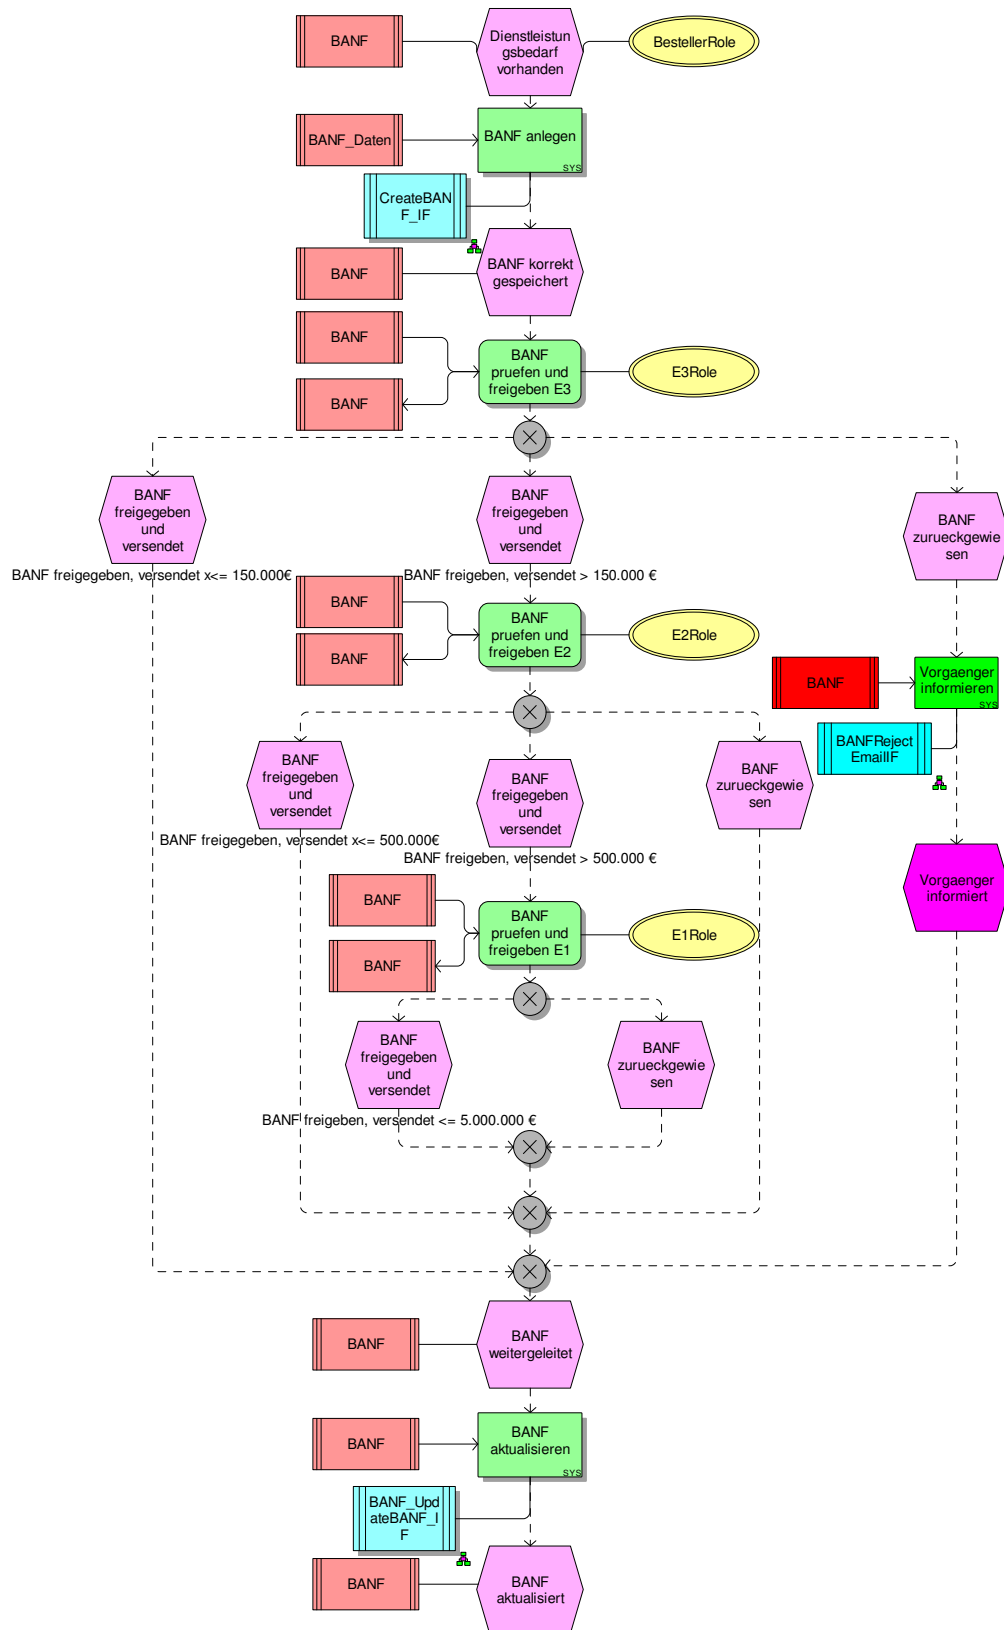 BANF
Dienstleistun
gsbedarf
vorhanden
BestellerRole
BANF_Daten
BANF anlegen
SYS
CreateBAN
F_IF
BANF
BANF korrekt
gespeichert
BANF
BANF
BANF
pruefen und
freigeben E3
E3Role
BANF
freigegeben
und
versendet
BANF freigegeben, versendet x<= 150.000€
BANF
freigegeben
und
versendet
BANF freigeben, versendet > 150.000 €
BANF
zurueckgewie
sen
BANF
BANF
BANF
pruefen und
freigeben E2
E2Role
BANF
Vorgaenger
informieren
SYS
BANFReject
EmailIF
BANF
freigegeben
und
versendet
BANF freigegeben, versendet x<= 500.000€
BANF
freigegeben
und
versendet
BANF freigeben, versendet > 500.000 €
BANF
zurueckgewie
sen
Vorgaenger
informiert
BANF
BANF
BANF
pruefen und
freigeben E1
E1Role
BANF
freigegeben
und
versendet
BANF freigeben, versendet <= 5.000.000 €
BANF
zurueckgewie
sen
BANF
BANF
weitergeleitet
BANF
BANF
aktualisieren
SYS
BANF_Upd
ateBANF_I
F
BANF
BANF
aktualisiert